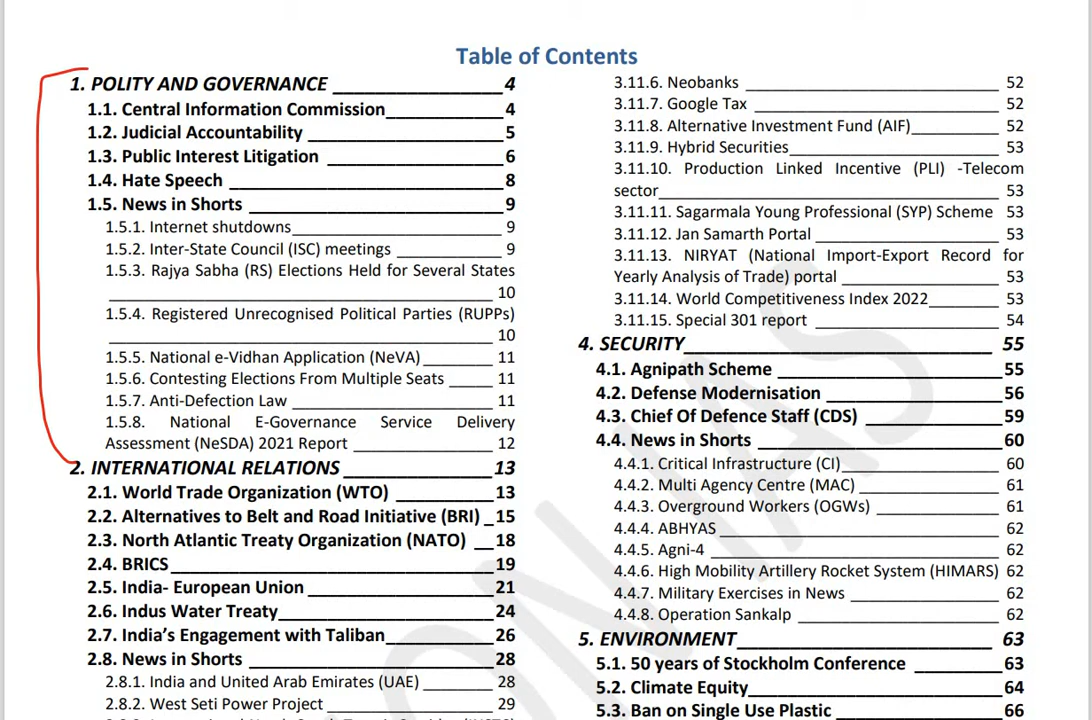 Table of Contents
1. POLITY AND GOVERNANCE 4
1.1. Central Information Commission 4
1.2. Judicial Accountability 5
1.3. Public Interest Litigation 6
1.4. Hate Speech 8
1.5. News in Shorts 9
1.5.1. Internet shutdowns 9
1.5.2. Inter-State Council (ISC) meetings 9
1.5.3. Rajya Sabha (RS) Elections Held for Several States
10
1.5.4. Registered Unrecognised Political Parties (RUPPs)
10
1.5.5. National e-Vidhan Application (NeVA) 11
1.5.6. Contesting Elections From Multiple Seats 11
1.5.7. Anti-Defection Law 11
1.5.8. National E-Governance Service Delivery
Assessment (NeSDA) 2021 Report 12
2. INTERNATIONAL RELATIONS 13
2.1. World Trade Organization (WTO) 13
2.2. Alternatives to Belt and Road Initiative (BRI) 15
2.3. North Atlantic Treaty Organization (NATO) 18
2.4. BRICS 19
2.5. India- European Union 21
2.6. Indus Water Treaty 24
2.7. India’s Engagement with Taliban 26
2.8. News in Shorts 28
2.8.1. India and United Arab Emirates (UAE) 28
2.8.2. West Seti Power Project 29
3.11.6. Neobanks 52
3.11.7. Google Tax 52
3.11.8. Alternative Investment Fund (AIF) 52
3.11.9. Hybrid Securities 53
3.11.10. Production Linked Incentive (PLI) -Telecom
sector 53
3.11.11. Sagarmala Young Professional (SYP) Scheme 53
3.11.12. Jan Samarth Portal 53
3.11.13. NIRYAT (National Import-Export Record for
Yearly Analysis of Trade) portal 53
3.11.14. World Competitiveness Index 2022 53
3.11.15. Special 301 report 54
4. SECURITY 55
4.1. Agnipath Scheme 55
4.2. Defense Modernisation 56
4.3. Chief Of Defence Staff (CDS) 59
4.4. News in Shorts 60
4.4.1. Critical Infrastructure (CI) 60
4.4.2. Multi Agency Centre (MAC) 61
4.4.3. Overground Workers (OGWs) 61
4.4.4. ABHYAS 62
4.4.5. Agni-4 62
4.4.6. High Mobility Artillery Rocket System (HIMARS) 62
4.4.7. Military Exercises in News 62
4.4.8. Operation Sankalp 62
5. ENVIRONMENT 63
5.1. 50 years of Stockholm Conference 63
5.2. Climate Equity 64
5.3. Ban on Single Use Plastic 66